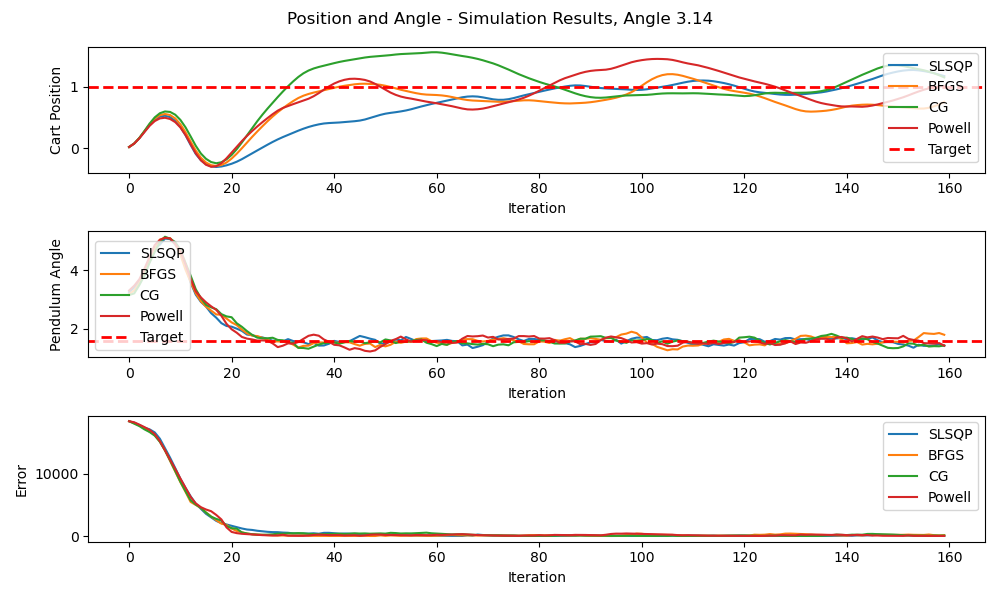 Position and Angle - Simulation Results, Angle 3.14
Cart Position
1
0
0 20 40 60 80 100 120 140 160
Iteration
SLSQP
BFGS
CG
Powell
Target
Pendulum Angle
4
2
0 20 40 60 80 100 120 140 160
Iteration
SLSQP
BFGS
CG
Powell
Target
Error
10000
0
0 20 40 60 80 100 120 140 160
Iteration
SLSQP
BFGS
CG
Powell